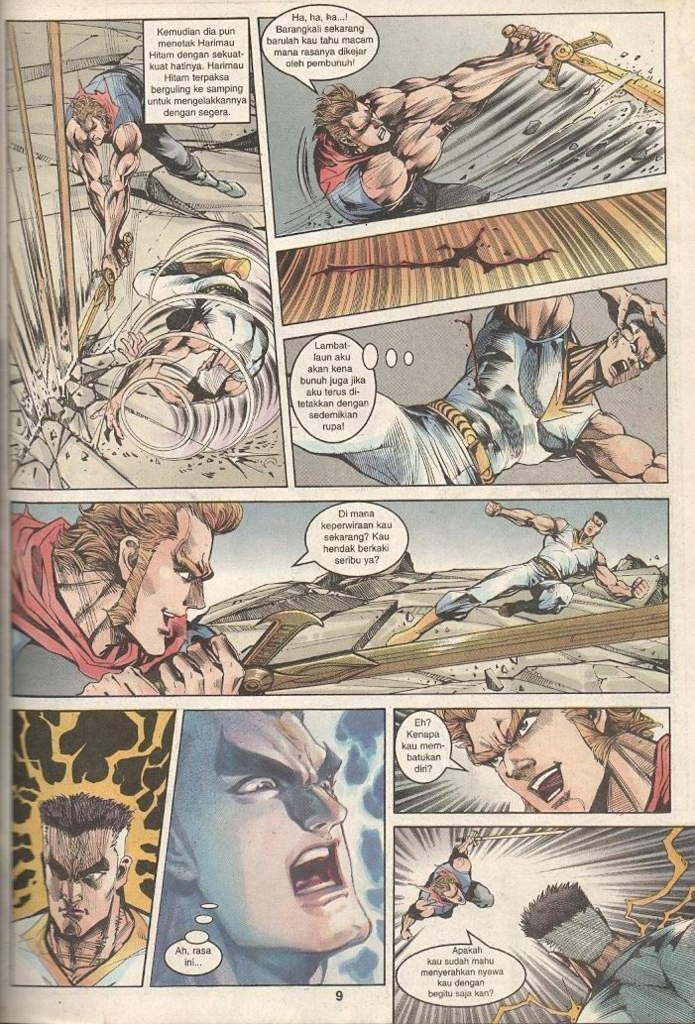 Kemudian dia pun
menetak Harimau
Hitam dengan sekuat-
kuat hatinya. Harimau
Hitam terpaksa
berguling ke samping
untuk mengelakkannya
dengan segera.
Ha, ha, ha...!
Barangkali sekarang
barulah kau tahu macam
mana rasanya dikejar
oleh pembunuh!
Lambat-
laun aku
akan kena
bunuh juga jika
aku terus di-
tetakkan dengan
sedemikian
rupa!
Di mana
keperwiraan kau
sekarang? Kau
hendak berkaki
seribu ya?
Ah, rasa
ini...
Eh?
Kenapa
kau mem-
batukan
diri?
Apakah
kau sudah mahu
menyerahkan nyawa
kau dengan
begitu saja kan?
9